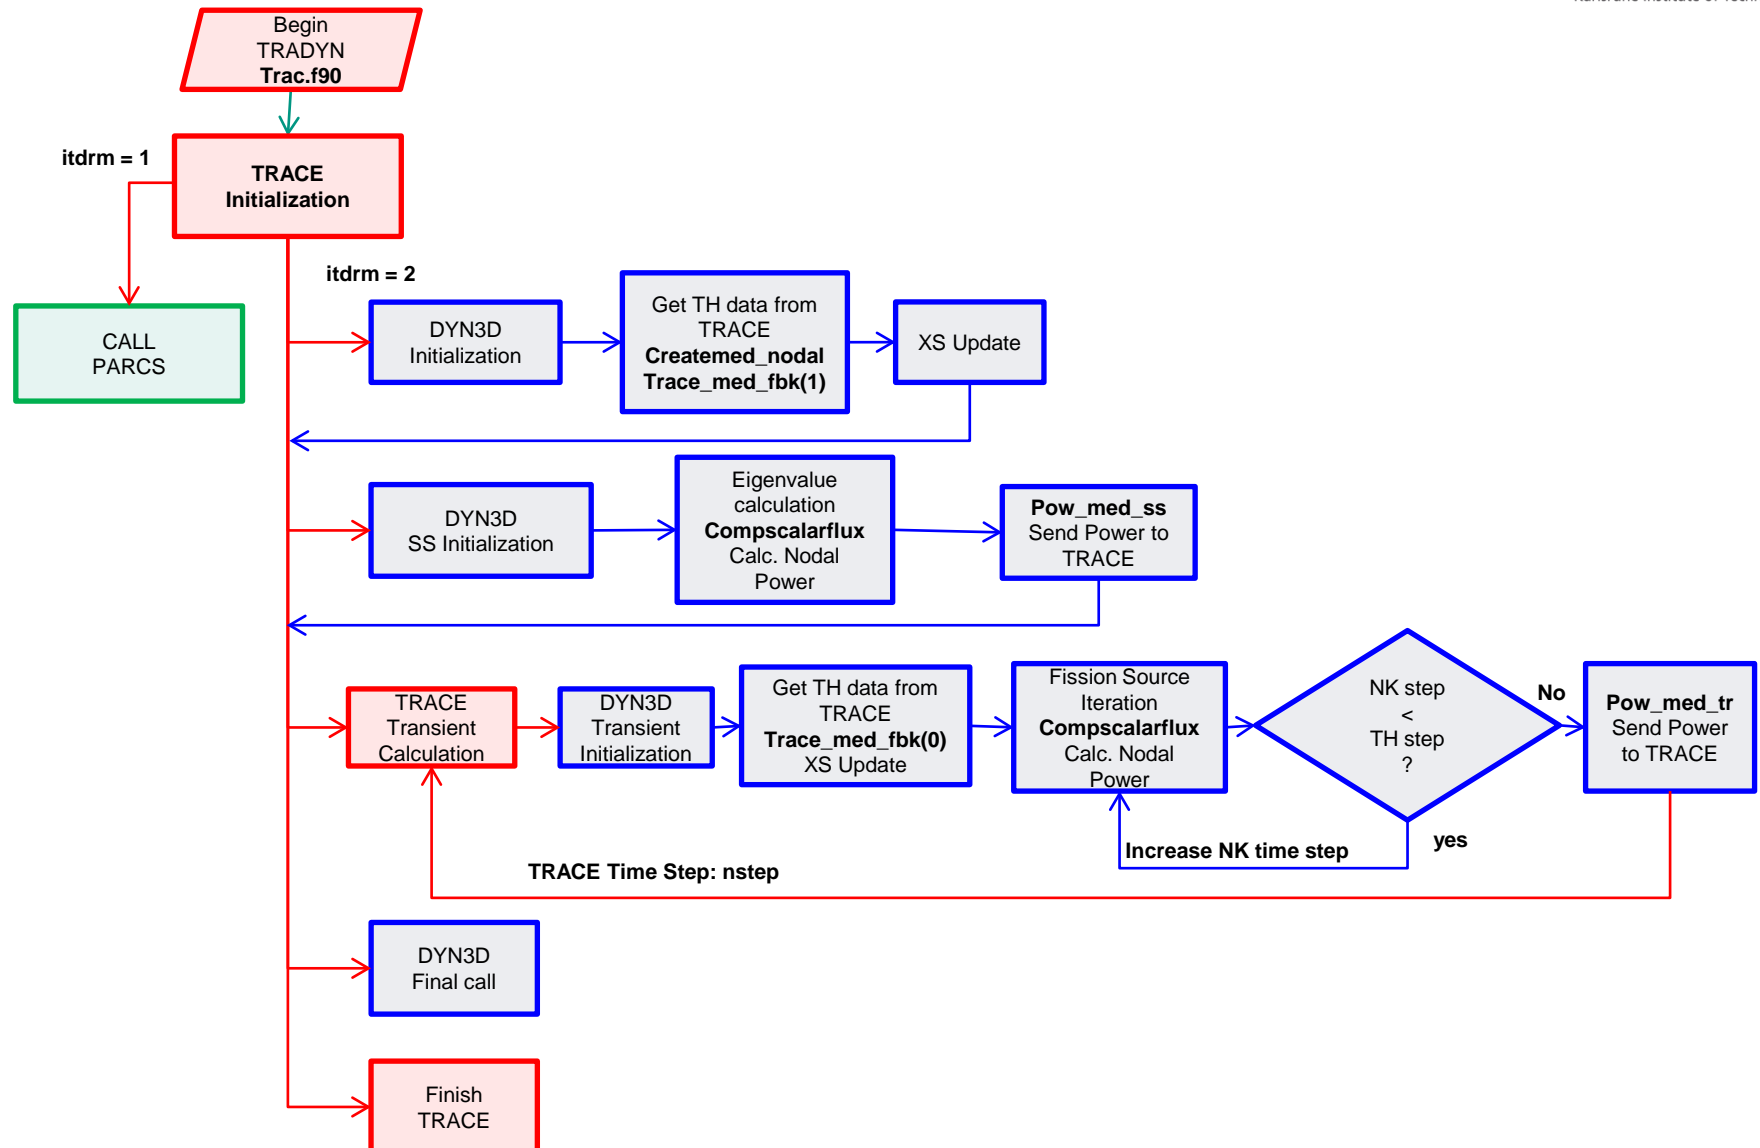 Begin
TRADYN
Trac.f90
itdrm = 1
TRACE
Initialization
itdrm = 2
CALL
PARCS
DYN3D
Initialization
Get TH data from
TRACE
Createmed_nodal
Trace_med_fbk(1)
XS Update
DYN3D
SS Initialization
Eigenvalue
calculation
Compscalarflux
Calc. Nodal
Power
Pow_med_ss
Send Power to
TRACE
TRACE
Transient
Calculation
DYN3D
Transient
Initialization
Get TH data from
TRACE
Trace_med_fbk(0)
XS Update
Fission Source
Iteration
Compscalarflux
Calc. Nodal
Power
NK step
<
TH step
?
No
Pow_med_tr
Send Power
to TRACE
yes
Increase NK time step
TRACE Time Step: nstep
DYN3D
Final call
Finish
TRACE